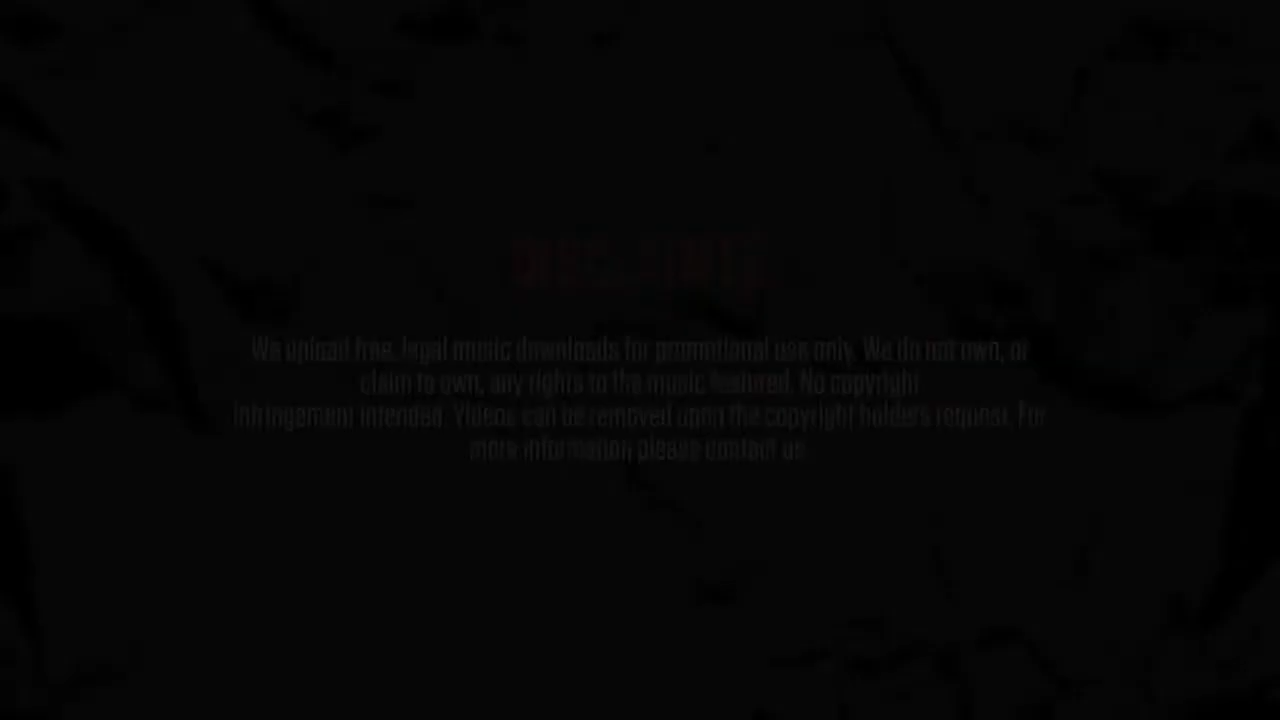 We upload free, legal music downloads for promotional use only. We do not own, or
claim to own, any rights to the music featured. No copyright
infringement intended. Videos can be removed upon the copyright holders request. For
more information please contact us